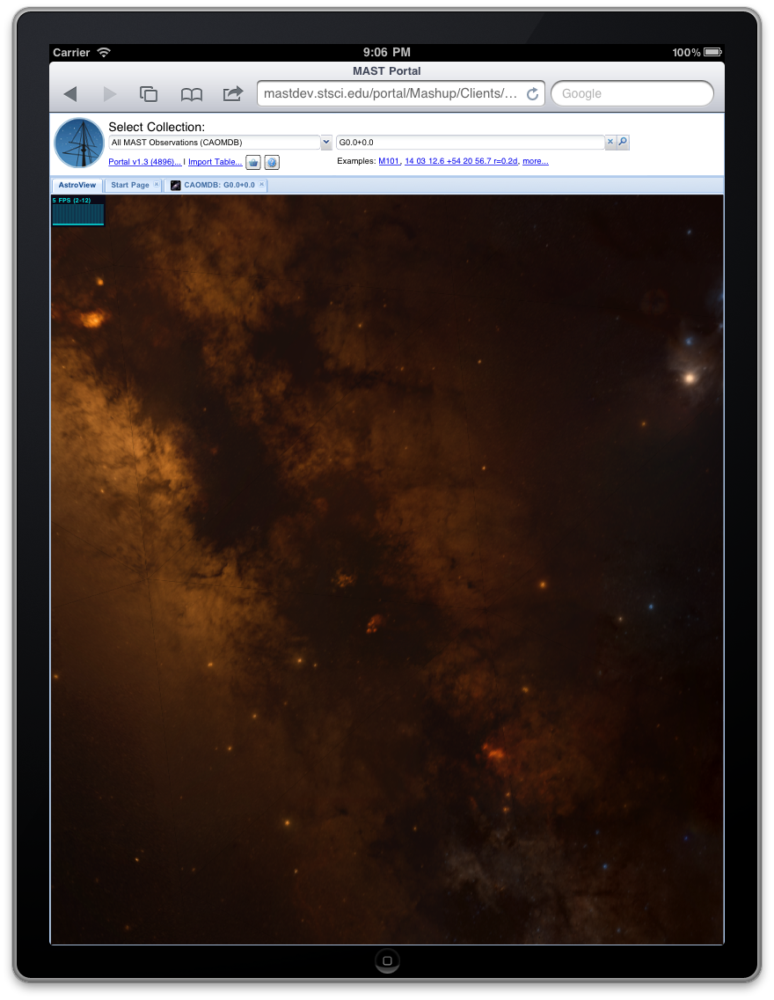 Carrier 9:06 PM 100%
MAST Portal
mastdev.stsci.edu/portal/Mashup/Clients/... Google
Select Collection:
All MAST Observations (CAOMDB) G0.0+0.0
Portal v1.3 (4896)... | Import Table... Examples: M101, 14 03 12.6 +54 20 56.7 r=0.2d, more...
AstroView Start Page CAOMDB: G0.0+0.0
5 FPS (2-12)